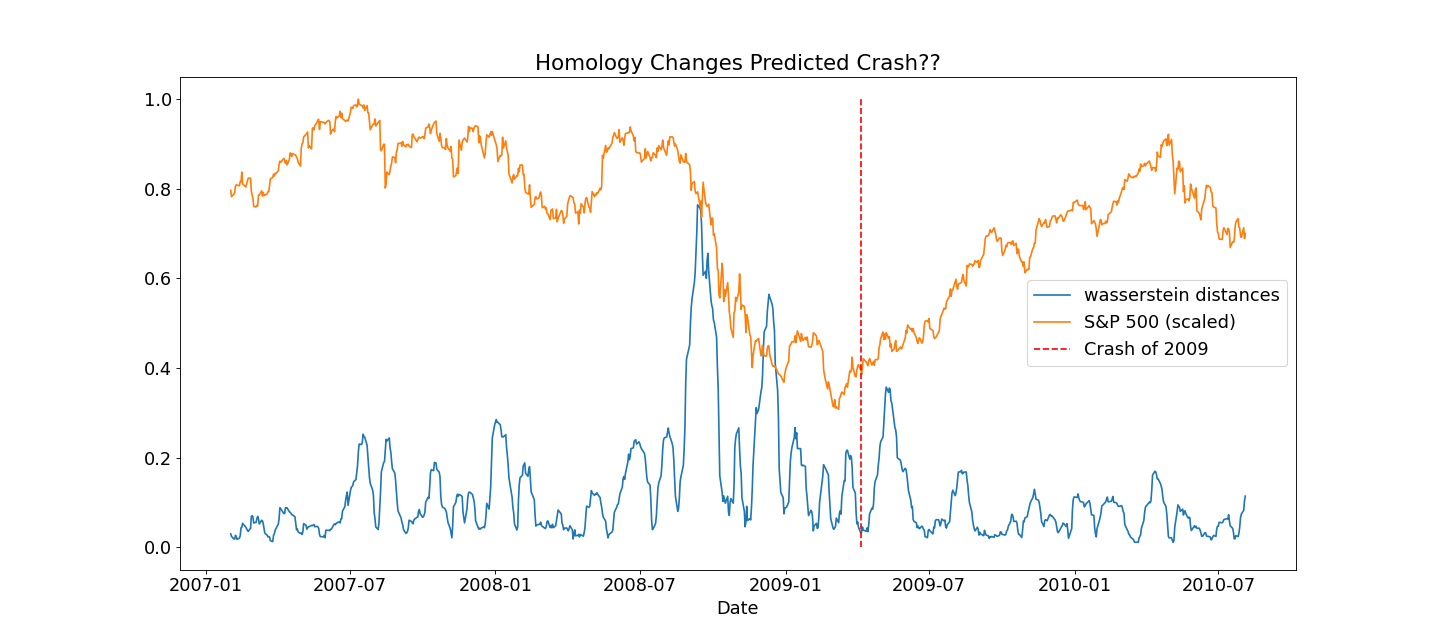 Homology Changes Predicted Crash??
1.0
0.8
0.6
0.4
0.2
0.0
wasserstein distances
S&P 500 (scaled)
Crash of 2009
2007-01 2007-07 2008-01 2008-07 2009-01 2009-07 2010-01 2010-07
Date